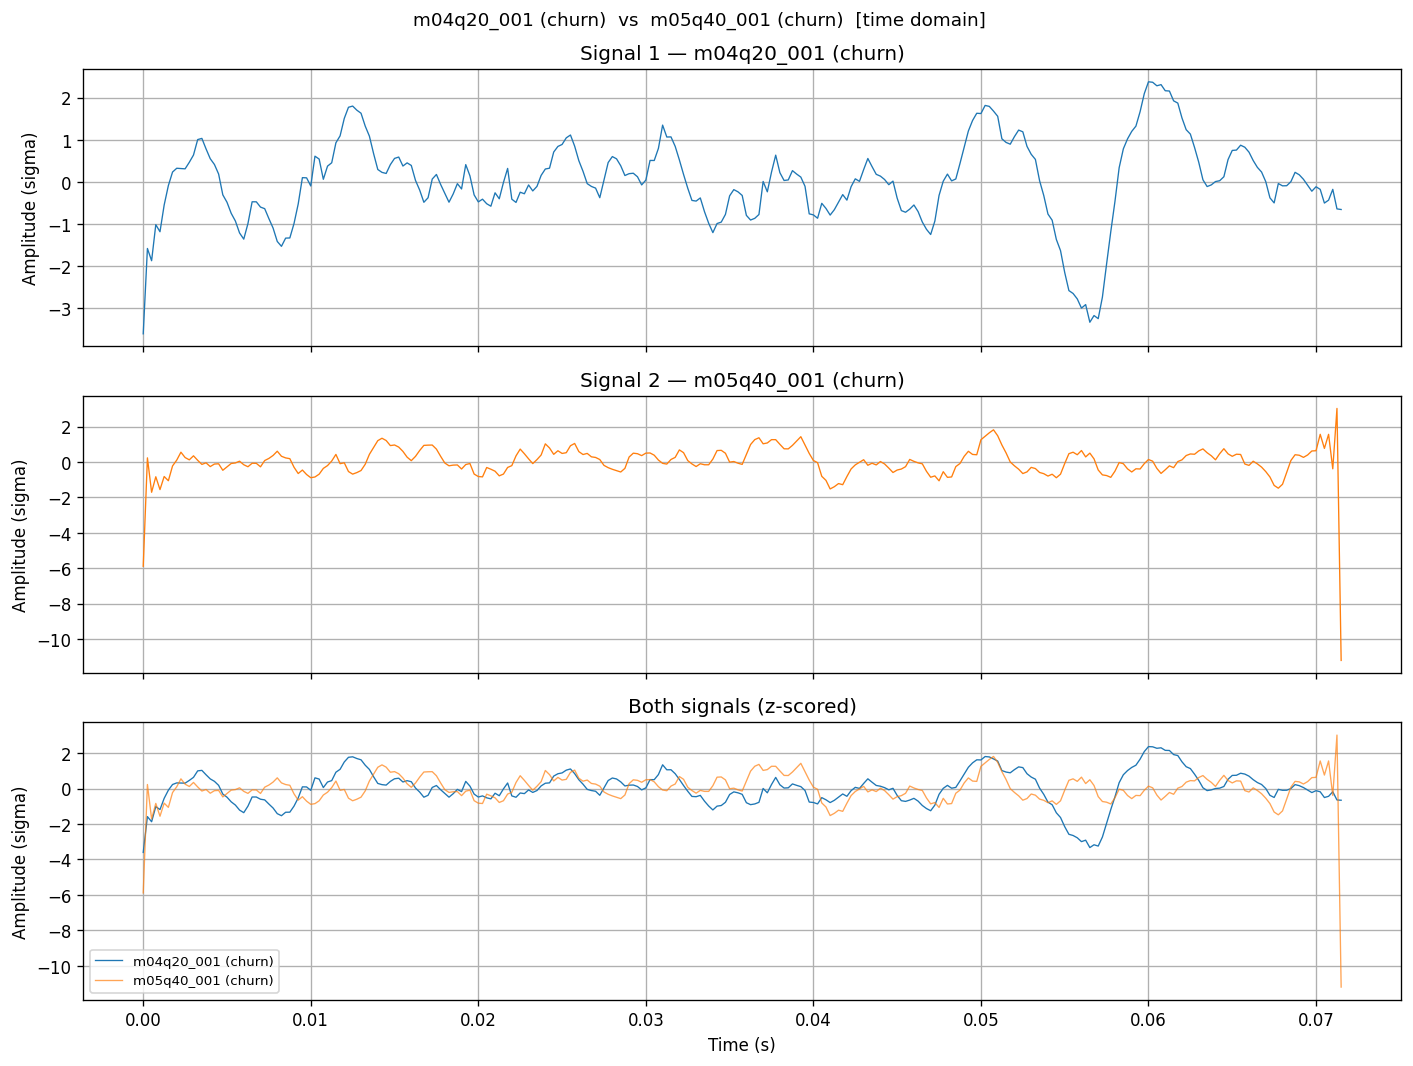 m04q20_001 (churn)  vs  m05q40_001 (churn)  [time domain]
Signal 1 — m04q20_001 (churn)
Amplitude (sigma)
2
1
0
−1
−2
−3
Signal 2 — m05q40_001 (churn)
Amplitude (sigma)
2
0
−2
−4
−6
−8
−10
Both signals (z-scored)
Amplitude (sigma)
2
0
−2
−4
−6
−8
−10
m04q20_001 (churn)
m05q40_001 (churn)
0.00 0.01 0.02 0.03 0.04 0.05 0.06 0.07
Time (s)